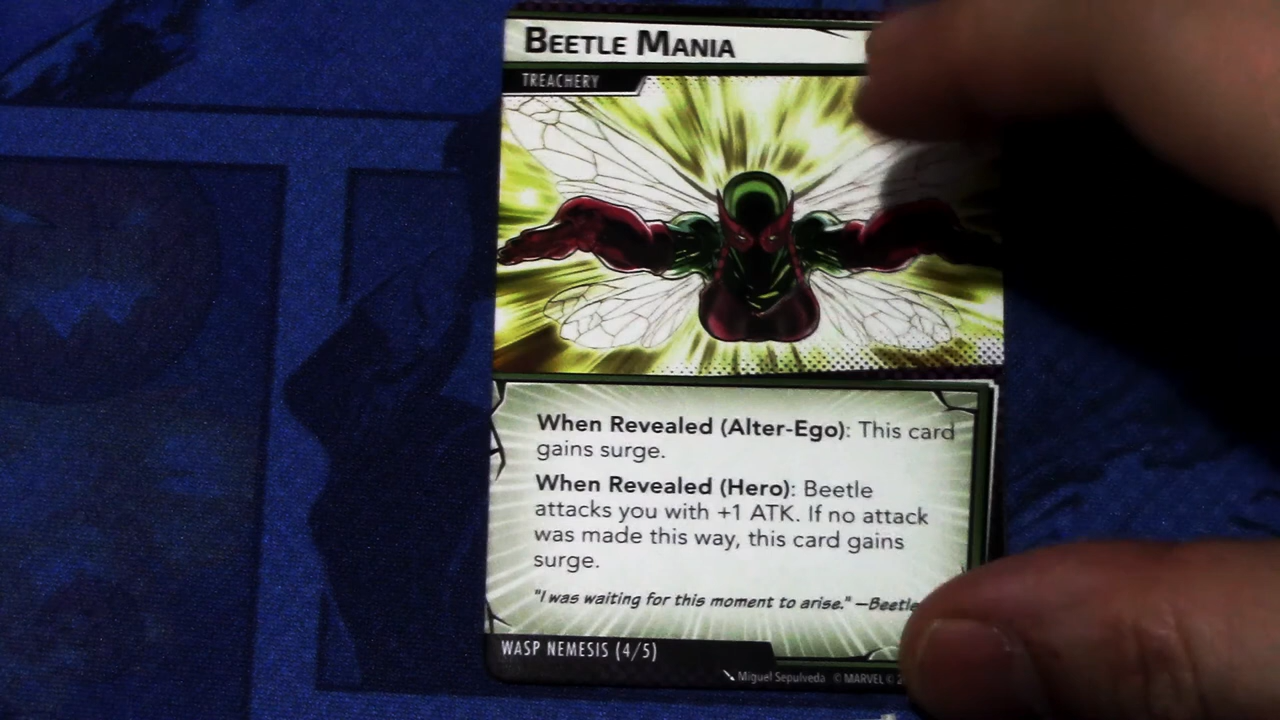 BEETLE MANIA
TREACHERY
When Revealed (Alter-Ego): This card
gains surge.
When Revealed (Hero): Beetle
attacks you with +1 ATK. If no attack
was made this way, this card gains
surge.
"I was waiting for this moment to arise." —Beetle
WASP NEMESIS (4/5)
Miguel Sepulveda © MARVEL © 2